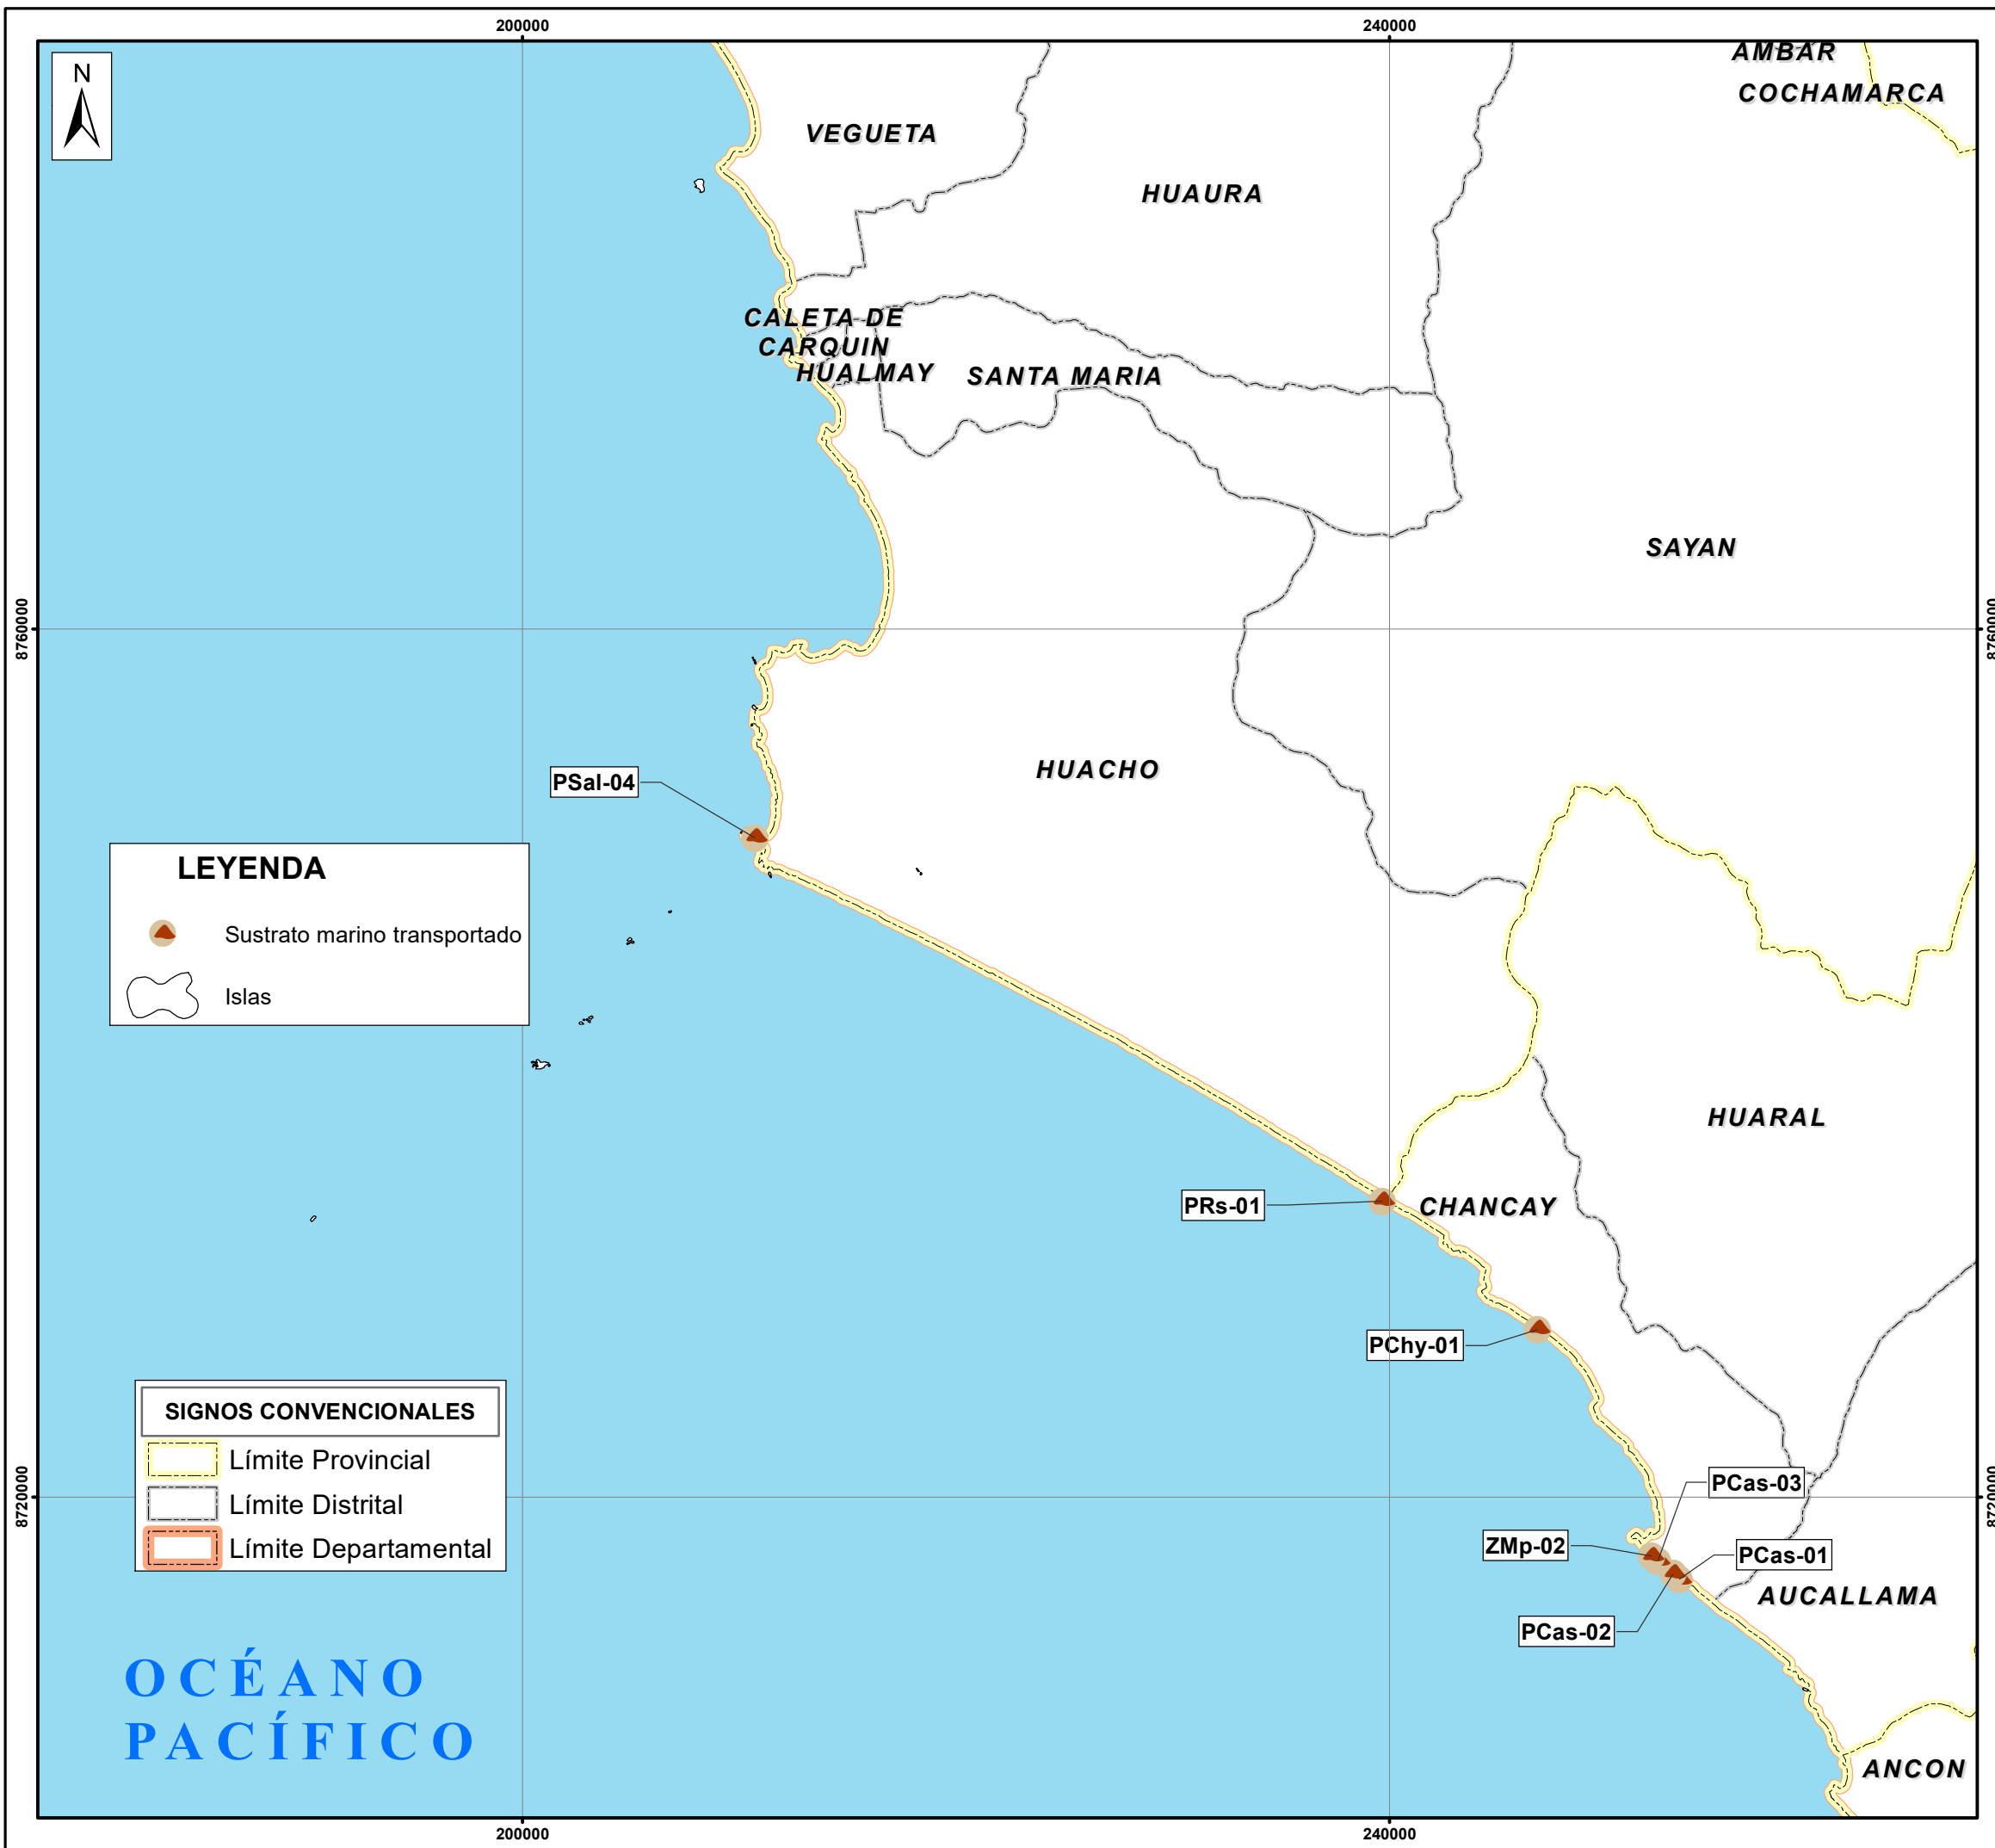 200000
240000
N
AMBAR
COCHAMARCA
VEGUETA
HUAURA
CALETA DE
CARQUIN
HUALMAY
SANTA MARIA
SAYAN
8760000
8760000
HUACHO
PSal-04
LEYENDA
Sustrato marino transportado
Islas
HUARAL
PRs-01
CHANCAY
PChy-01
SIGNOS CONVENCIONALES
Límite Provincial
Límite Distrital
Límite Departamental
8720000
8720000
PCas-03
ZMp-02
PCas-01
AUCALLAMA
PCas-02
OCÉANO
PACÍFICO
ANCON
200000
240000